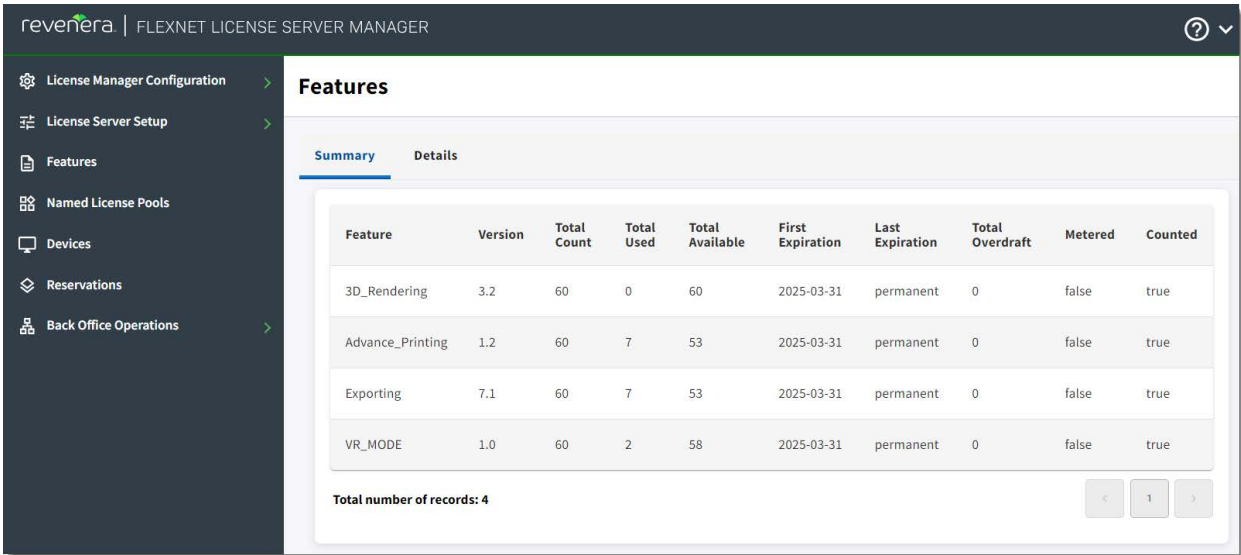 revenera. | FLEXNET LICENSE SERVER MANAGER
License Manager Configuration
License Server Setup
Features
Named License Pools
Devices
Reservations
Back Office Operations
Features
Summary Details
Feature Version Total Count Total Used Total Available First Expiration Last Expiration Total Overdraft Metered Counted
3D_Rendering 3.2 60 0 60 2025-03-31 permanent 0 false true
Advance_Printing 1.2 60 7 53 2025-03-31 permanent 0 false true
Exporting 7.1 60 7 53 2025-03-31 permanent 0 false true
VR_MODE 1.0 60 2 58 2025-03-31 permanent 0 false true
Total number of records: 4
< 1 >